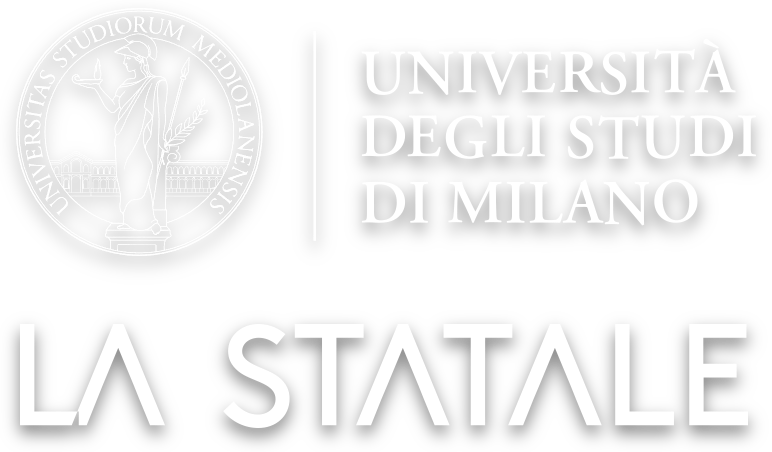 UNIVERSITAS STUDIORUM MEDIOLANENSIS
UNIVERSITÀ
DEGLI STUDI
DI MILANO
LA STATALE